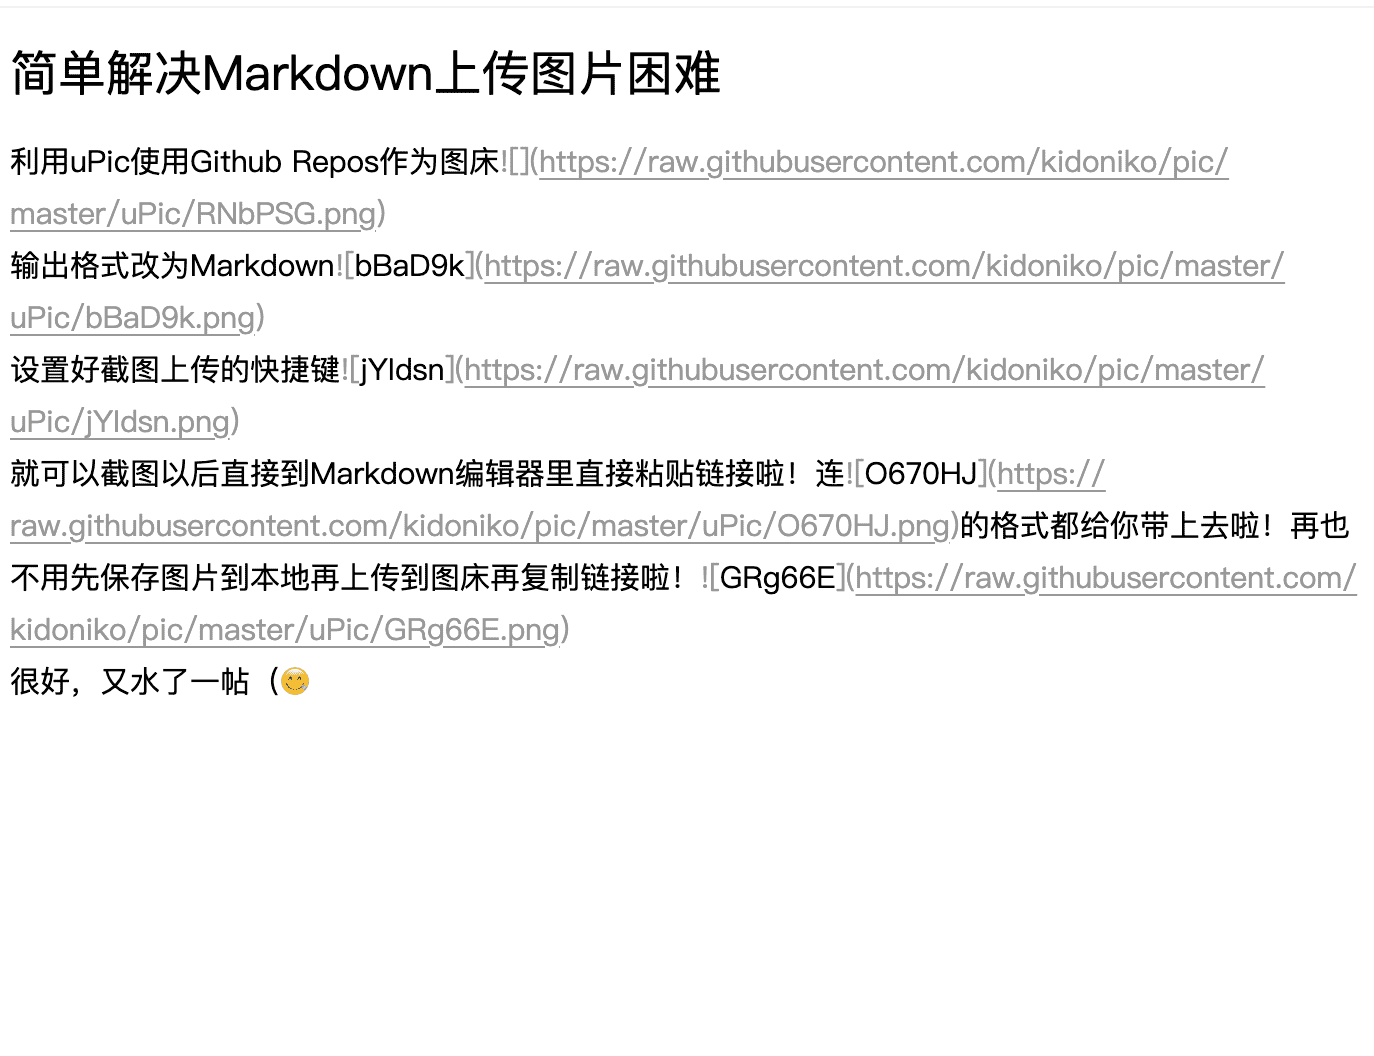 简单解决Markdown上传图片困难
利用uPic使用Github Repos作为图床![](https://raw.githubusercontent.com/kidoniko/pic/
master/uPic/RNbPSG.png)
输出格式改为Markdown![bBaD9k](https://raw.githubusercontent.com/kidoniko/pic/master/
uPic/bBaD9k.png)
设置好截图上传的快捷键![jYldsn](https://raw.githubusercontent.com/kidoniko/pic/master/
uPic/jYldsn.png)
就可以截图以后直接到Markdown编辑器里直接粘贴链接啦！连![O670HJ](https://
raw.githubusercontent.com/kidoniko/pic/master/uPic/O670HJ.png)的格式都给你带上去啦！再也
不用先保存图片到本地再上传到图床再复制链接啦！![GRg66E](https://raw.githubusercontent.com/
kidoniko/pic/master/uPic/GRg66E.png)
很好，又水了一帖（😊